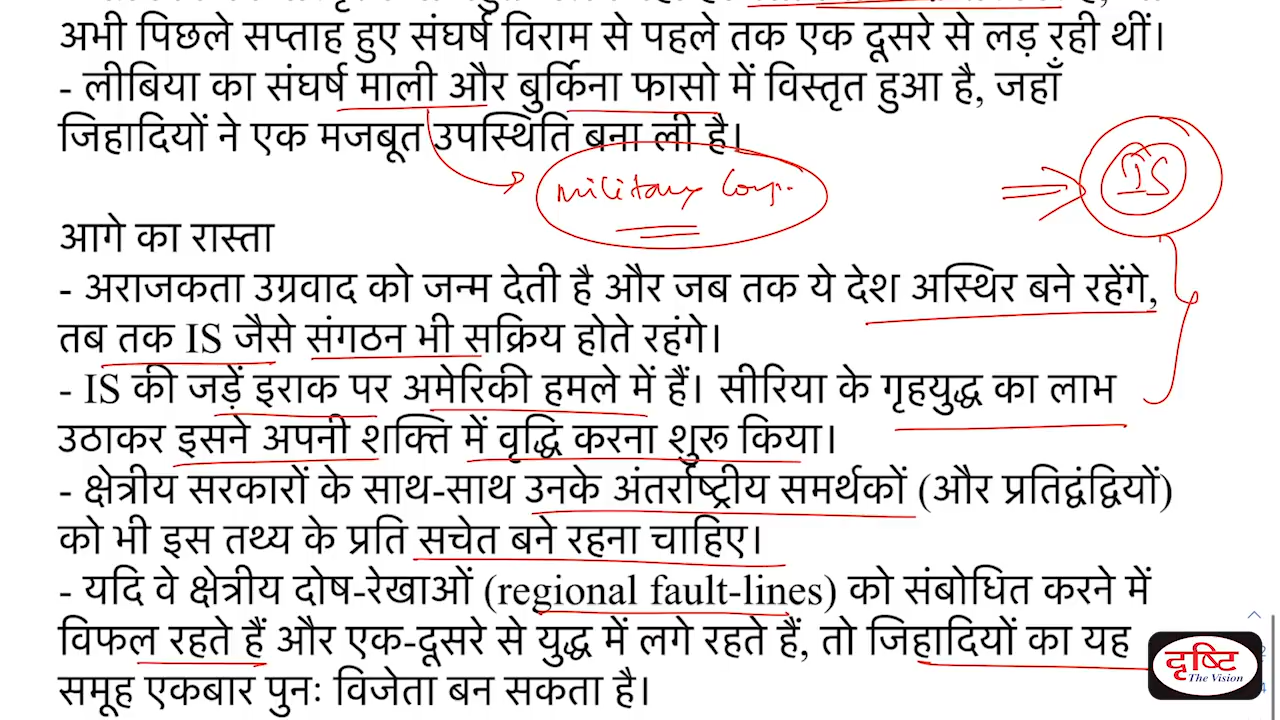 अभी पिछले सप्ताह हुए संघर्ष विराम से पहले तक एक दूसरे से लड़ रही थीं।
- लीबिया का संघर्ष माली और बुर्किना फासो में विस्तृत हुआ है, जहाँ
जिहादियों ने एक मजबूत उपस्थिति बना ली है।
military Coup..
IS
आगे का रास्ता
- अराजकता उग्रवाद को जन्म देती है और जब तक ये देश अस्थिर बने रहेंगे,
तब तक IS जैसे संगठन भी सक्रिय होते रहंगे।
- IS की जड़ें इराक पर अमेरिकी हमले में हैं। सीरिया के गृहयुद्ध का लाभ
उठाकर इसने अपनी शक्ति में वृद्धि करना शुरू किया।
- क्षेत्रीय सरकारों के साथ-साथ उनके अंतर्राष्ट्रीय समर्थकों (और प्रतिद्वंद्वियों)
को भी इस तथ्य के प्रति सचेत बने रहना चाहिए।
- यदि वे क्षेत्रीय दोष-रेखाओं (regional fault-lines) को संबोधित करने में
विफल रहते हैं और एक-दूसरे से युद्ध में लगे रहते हैं, तो जिहादियों का यह
समूह एकबार पुनः विजेता बन सकता है।
दृष्टि
The Vision